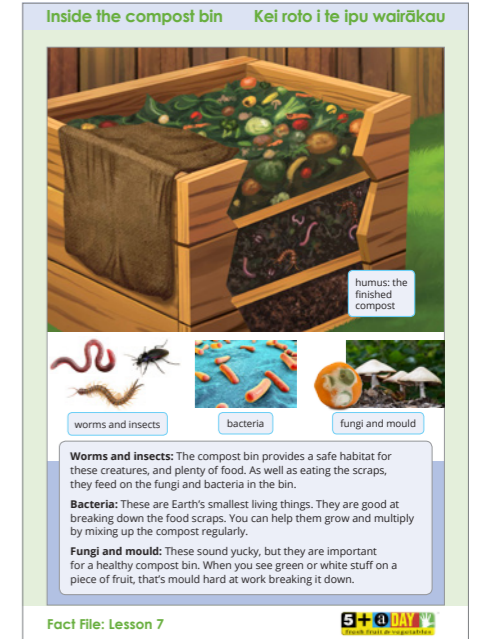 Inside the compost bin Kei roto i te ipu wairākau
humus: the
finished
compost
worms and insects
bacteria
fungi and mould
Worms and insects: The compost bin provides a safe habitat for
these creatures, and plenty of food. As well as eating the scraps,
they feed on the fungi and bacteria in the bin.
Bacteria: These are Earth's smallest living things. They are good at
breaking down the food scraps. You can help them grow and multiply
by mixing up the compost regularly.
Fungi and mould: These sound yucky, but they are important
for a healthy compost bin. When you see green or white stuff on a
piece of fruit, that's mould hard at work breaking it down.
Fact File: Lesson 7
5+ a DAY
fresh fruit & vegetables